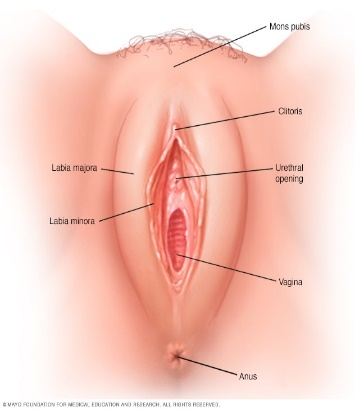 Mons pubis
Clitoris
Labia majora
Urethral
opening
Labia minora
Vagina
Anus
© MAYO FOUNDATION FOR MEDICAL EDUCATION AND RESEARCH. ALL RIGHTS RESERVED.